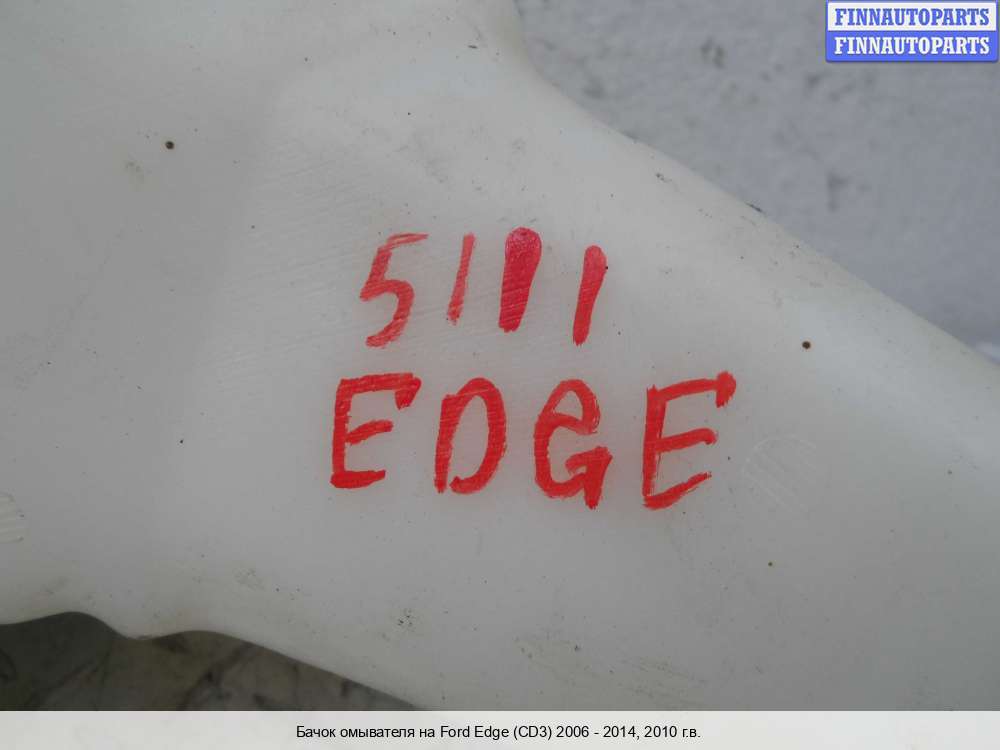 FINNAUTOPARTS
FINNAUTOPARTS
5111
EDGE
Бачок омывателя на Ford Edge (CD3) 2006 - 2014, 2010 г.в.